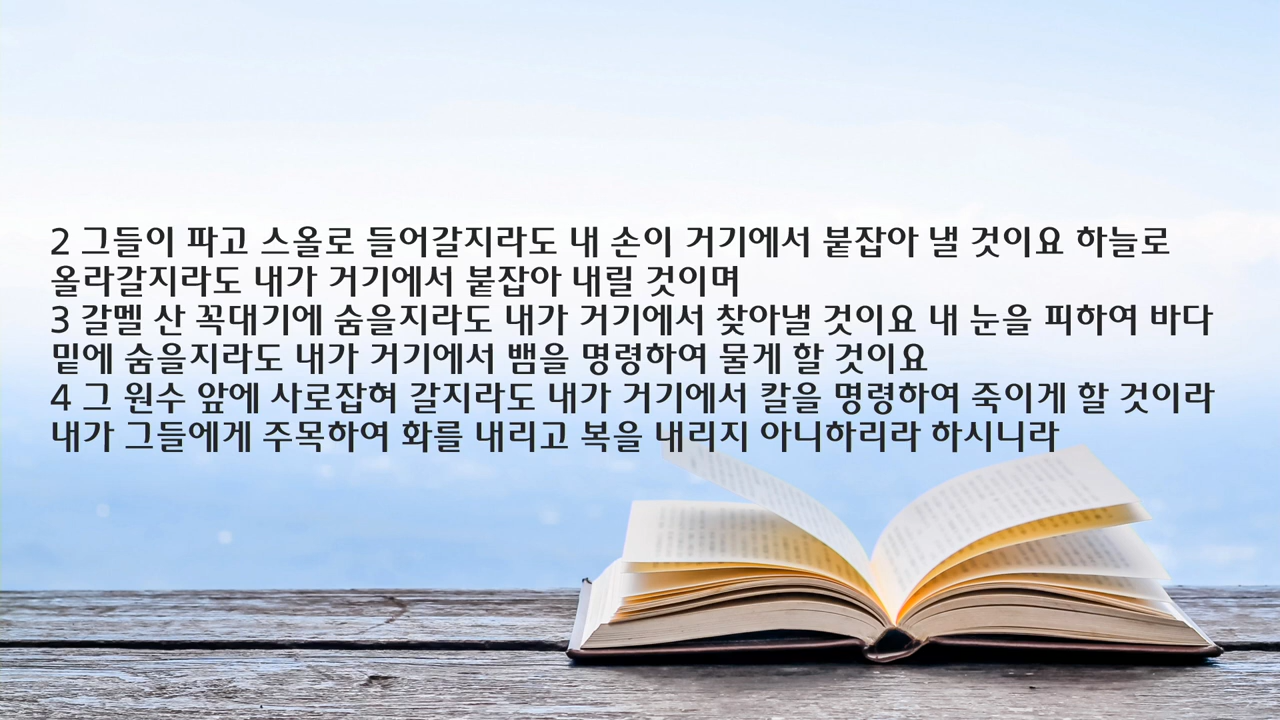 2 그들이 파고 스올로 들어갈지라도 내 손이 거기에서 붙잡아 낼 것이요 하늘로
올라갈지라도 내가 거기에서 붙잡아 내릴 것이며
3 갈멜 산 꼭대기에 숨을지라도 내가 거기에서 찾아낼 것이요 내 눈을 피하여 바다
밑에 숨을지라도 내가 거기에서 뱀을 명령하여 물게 할 것이요
4 그 원수 앞에 사로잡혀 갈지라도 내가 거기에서 칼을 명령하여 죽이게 할 것이라
내가 그들에게 주목하여 화를 내리고 복을 내리지 아니하리라 하시니라